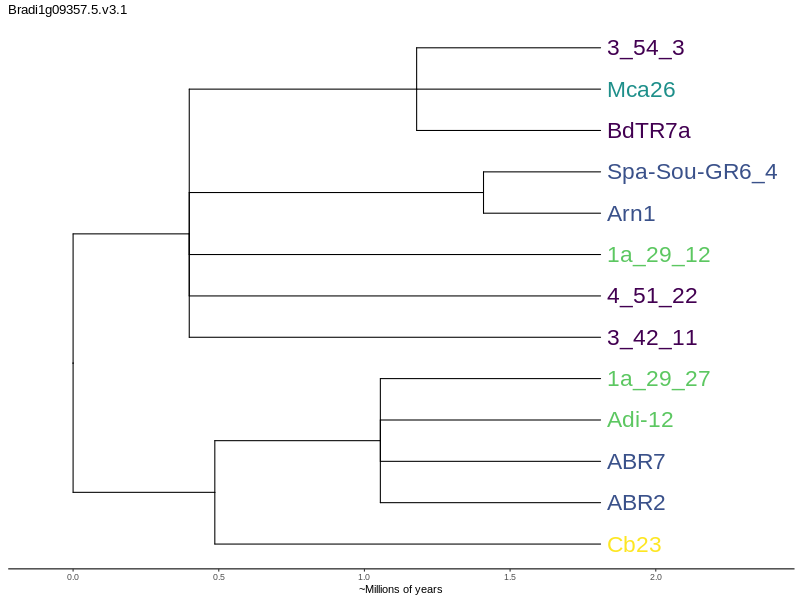 Bradi1g09357.5.v3.1
3_54_3
Mca26
BdTR7a
Spa-Sou-GR6_4
Arn1
1a_29_12
4_51_22
3_42_11
1a_29_27
Adi-12
ABR7
ABR2
Cb23
0.0 0.5 1.0 1.5 2.0
~Millions of years